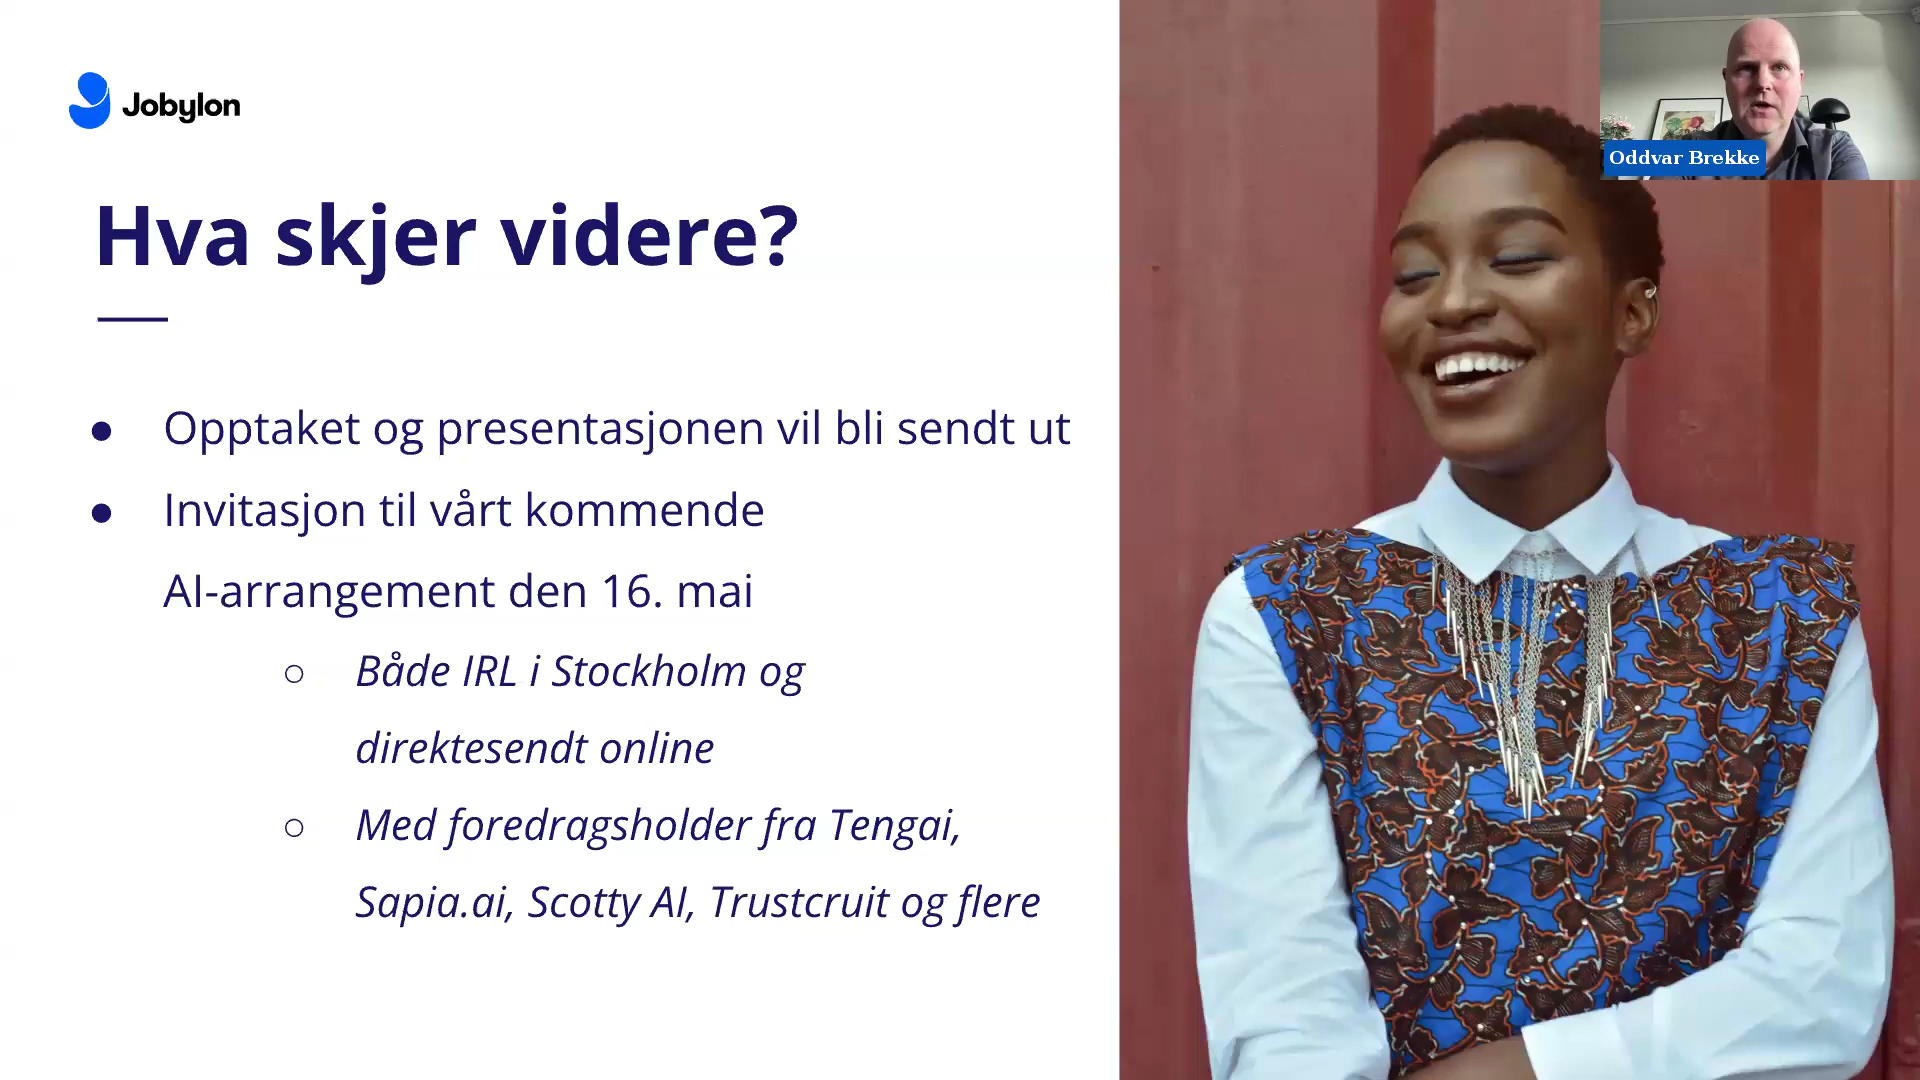 Jobylon
Oddvar Brekke
Hva skjer videre?
● Opptaket og presentasjonen vil bli sendt ut
● Invitasjon til vårt kommende
AI-arrangement den 16. mai
○ Både IRL i Stockholm og
direktesendt online
○ Med foredragsholder fra Tengai,
Sapia.ai, Scotty AI, Trustcruit og flere